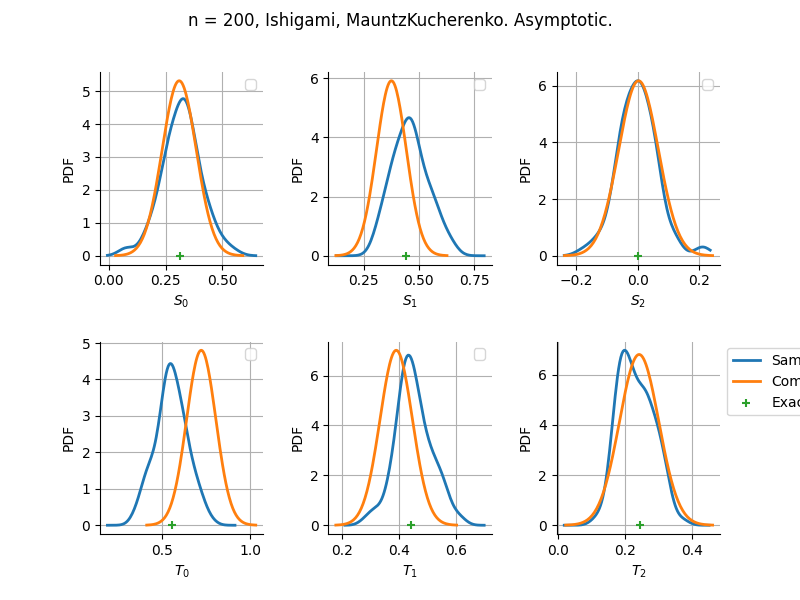 n = 200, Ishigami, MauntzKucherenko. Asymptotic.
5
4
3
2
1
0
PDF
0.00 0.25 0.50
S₀
6
4
2
0
PDF
0.25 0.50 0.75
S₁
6
4
2
0
PDF
−0.2 0.0 0.2
S₂
5
4
3
2
1
0
PDF
0.5 1.0
T₀
6
4
2
0
PDF
0.2 0.4 0.6
T₁
6
4
2
0
PDF
0.0 0.2 0.4
T₂
Sam
Com
Exac